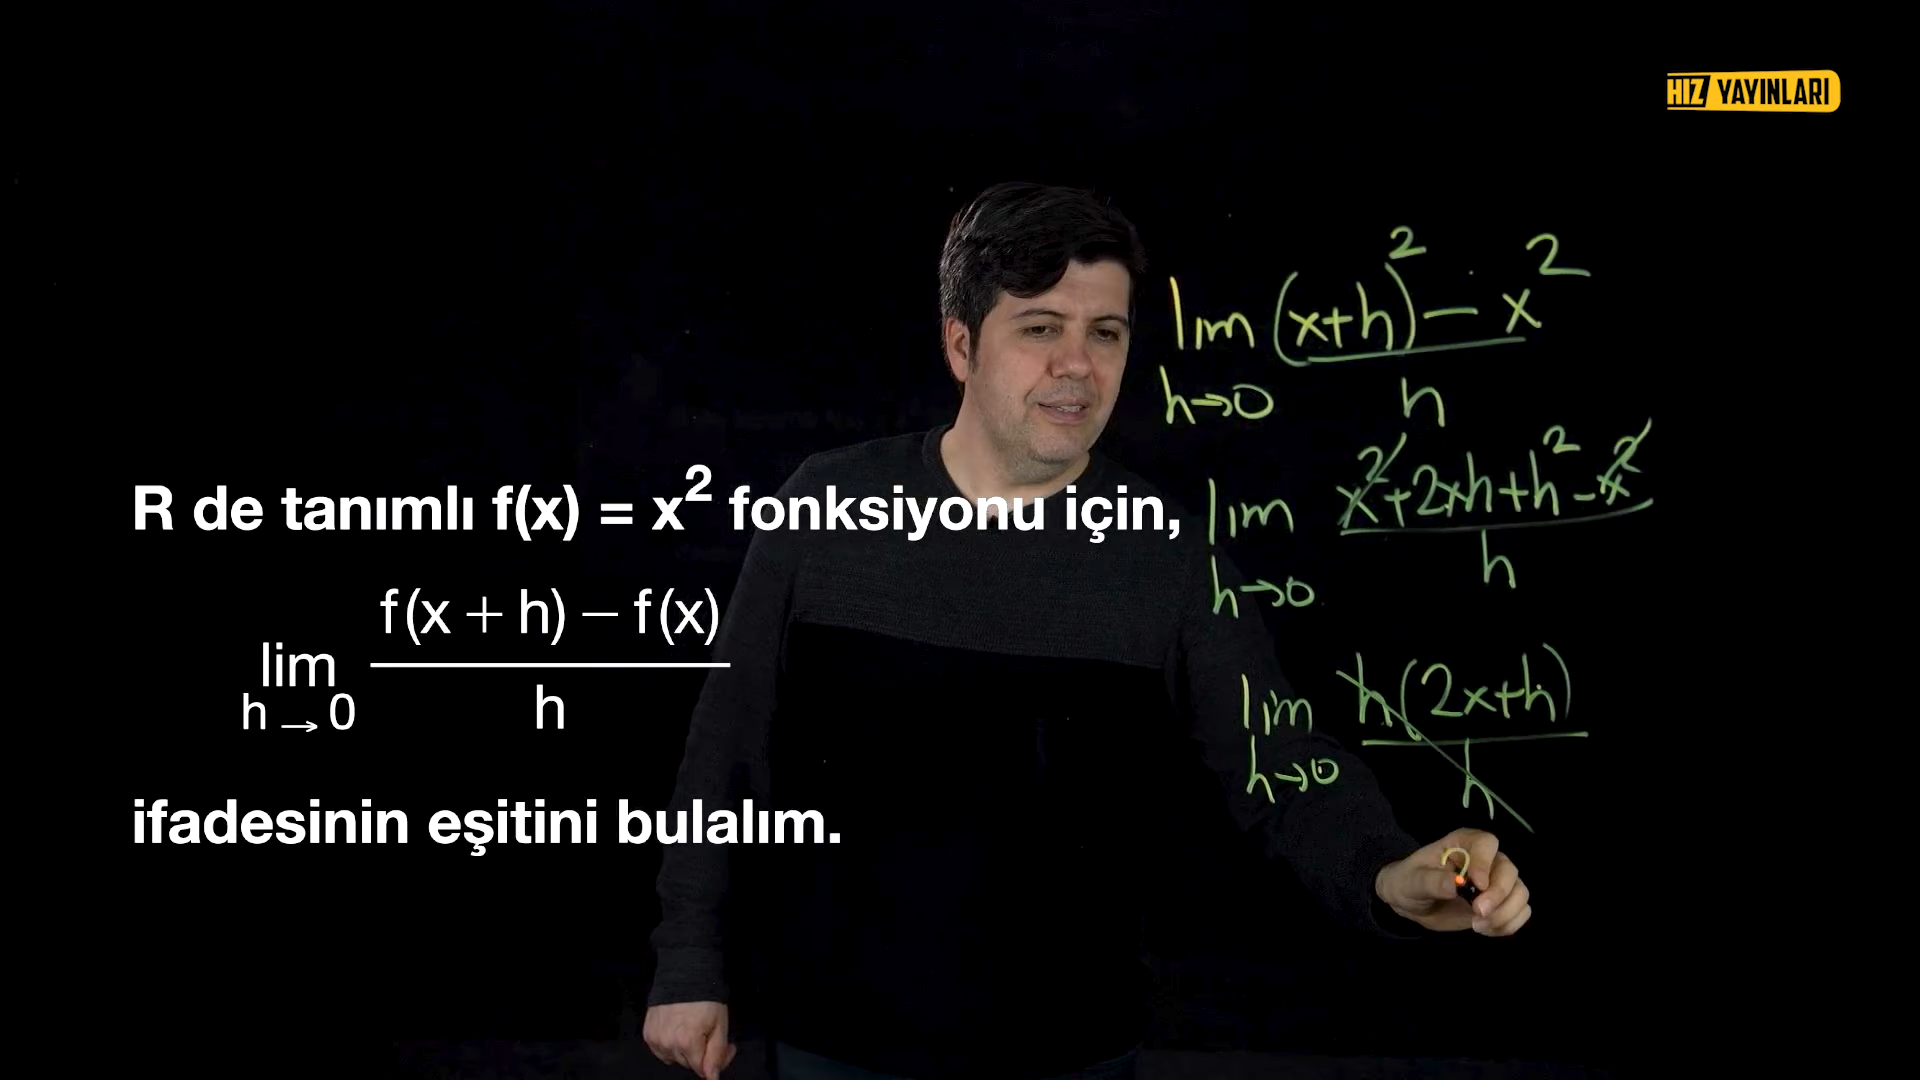 HIZ YAYINLARI
R de tanımlı f(x) = x² fonksiyonu için,
lim h→0 f(x + h) − f(x) / h
ifadesinin eşitini bulalım.
lim h→0 (x+h)² − x² / h
lim h→0 x²+2xh+h²−x² / h
lim h→0 h(2x+h) / h
2